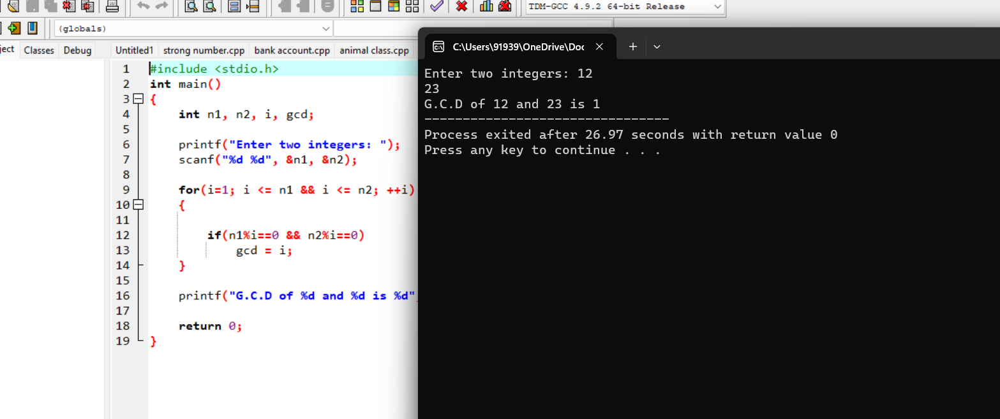 TDM-GCC 4.9.2 64-bit Release
(globals)
ject Classes Debug
Untitled1 strong number.cpp bank account.cpp animal class.cpp
1 #include <stdio.h>
2 int main()
3 {
4 int n1, n2, i, gcd;
5
6 printf("Enter two integers: ");
7 scanf("%d %d", &n1, &n2);
8
9 for(i=1; i <= n1 && i <= n2; ++i)
10 {
11
12 if(n1%i==0 && n2%i==0)
13 gcd = i;
14 }
15
16 printf("G.C.D of %d and %d is %d"
17
18 return 0;
19 }
C:\Users\91939\OneDrive\Doc
Enter two integers: 12
23
G.C.D of 12 and 23 is 1
--------------------------------
Process exited after 26.97 seconds with return value 0
Press any key to continue . . .